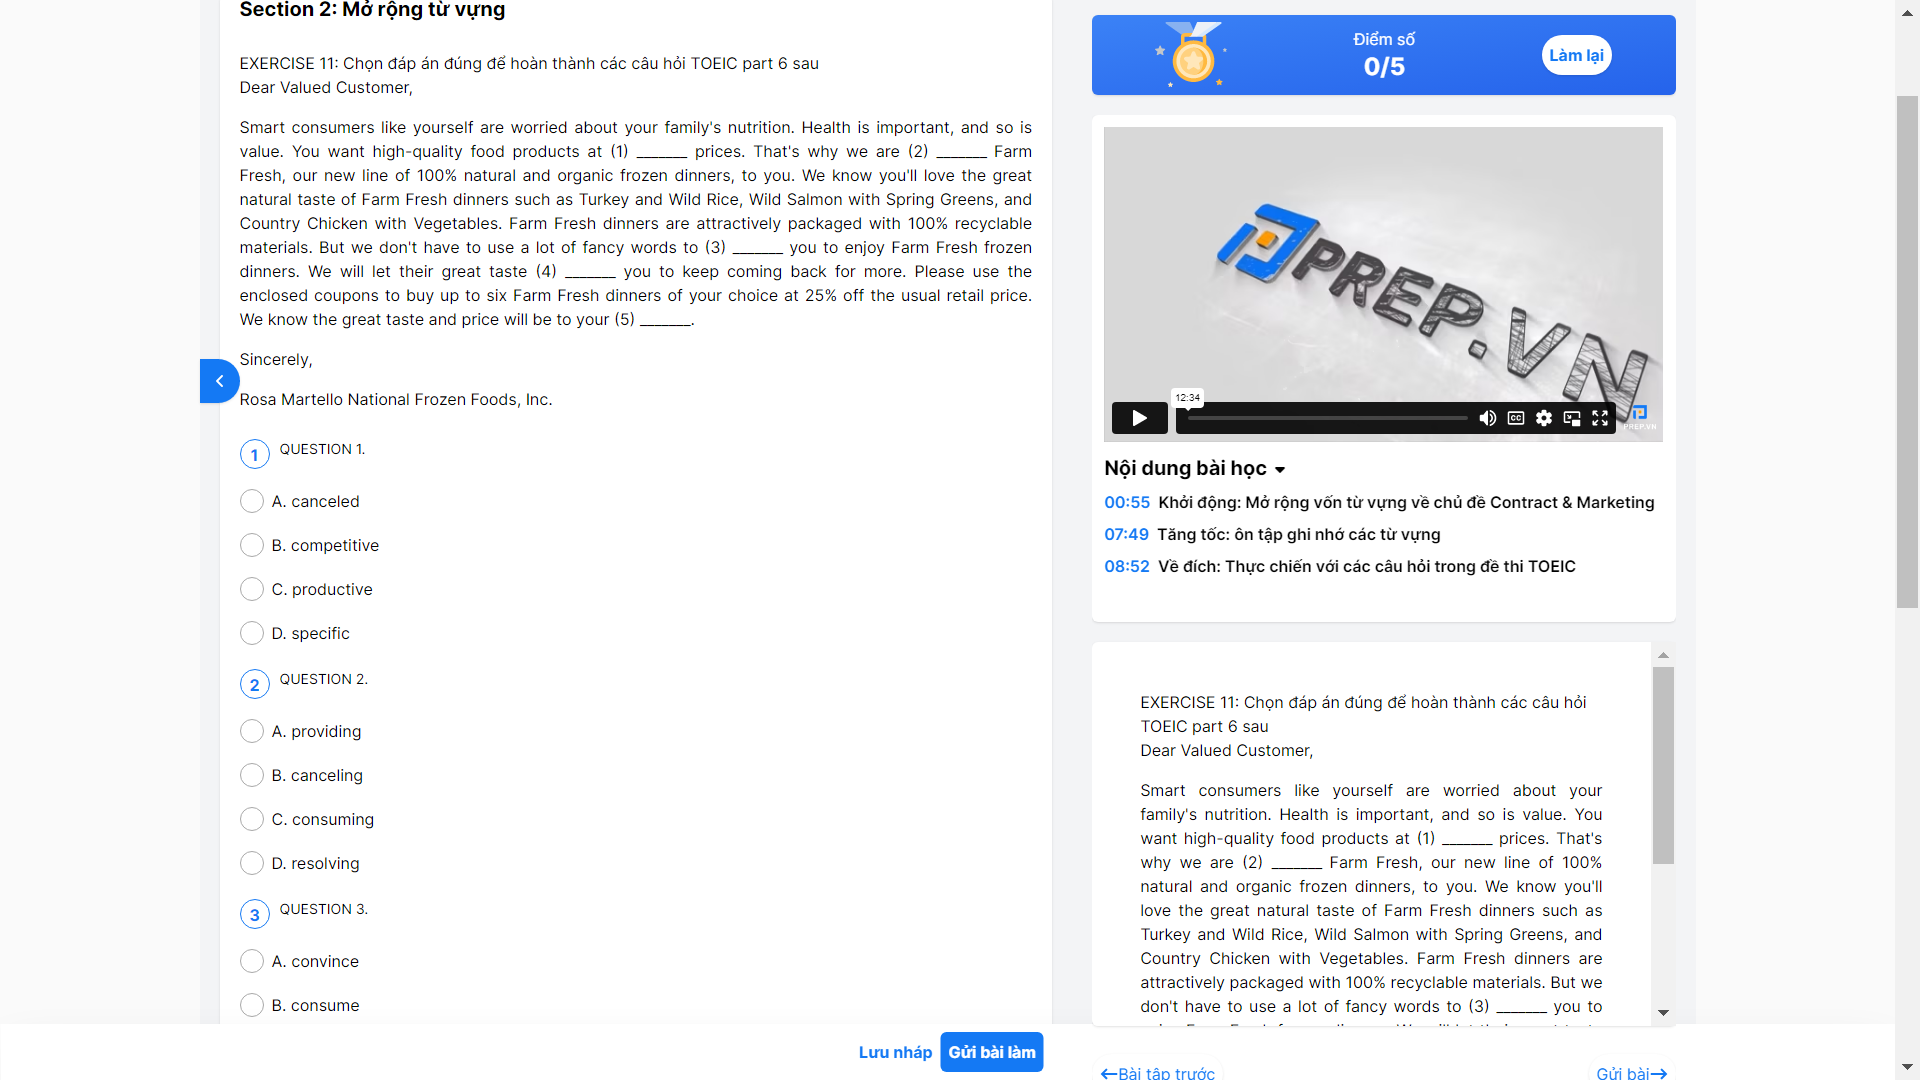 Section 2: Mở rộng từ vựng
EXERCISE 11: Chọn đáp án đúng để hoàn thành các câu hỏi TOEIC part 6 sau
Dear Valued Customer,
Smart consumers like yourself are worried about your family's nutrition. Health is important, and so is
value. You want high-quality food products at (1) _______ prices. That's why we are (2) _______ Farm
Fresh, our new line of 100% natural and organic frozen dinners, to you. We know you'll love the great
natural taste of Farm Fresh dinners such as Turkey and Wild Rice, Wild Salmon with Spring Greens, and
Country Chicken with Vegetables. Farm Fresh dinners are attractively packaged with 100% recyclable
materials. But we don't have to use a lot of fancy words to (3) _______ you to enjoy Farm Fresh frozen
dinners. We will let their great taste (4) _______ you to keep coming back for more. Please use the
enclosed coupons to buy up to six Farm Fresh dinners of your choice at 25% off the usual retail price.
We know the great taste and price will be to your (5) _______.
Sincerely,
Rosa Martello National Frozen Foods, Inc.
1 QUESTION 1.
A. canceled
B. competitive
C. productive
D. specific
2 QUESTION 2.
A. providing
B. canceling
C. consuming
D. resolving
3 QUESTION 3.
A. convince
B. consume
Lưu nháp
Gửi bài làm
Điểm số
0/5
Làm lại
PREP.VN
12:34
CC
PREP.VN
Nội dung bài học
00:55 Khởi động: Mở rộng vốn từ vựng về chủ đề Contract & Marketing
07:49 Tăng tốc: ôn tập ghi nhớ các từ vựng
08:52 Về đích: Thực chiến với các câu hỏi trong đề thi TOEIC
EXERCISE 11: Chọn đáp án đúng để hoàn thành các câu hỏi
TOEIC part 6 sau
Dear Valued Customer,
Smart consumers like yourself are worried about your
family's nutrition. Health is important, and so is value. You
want high-quality food products at (1) _______ prices. That's
why we are (2) _______ Farm Fresh, our new line of 100%
natural and organic frozen dinners, to you. We know you'll
love the great natural taste of Farm Fresh dinners such as
Turkey and Wild Rice, Wild Salmon with Spring Greens, and
Country Chicken with Vegetables. Farm Fresh dinners are
attractively packaged with 100% recyclable materials. But we
don't have to use a lot of fancy words to (3) _______ you to
Bài tập trước
Gửi bài